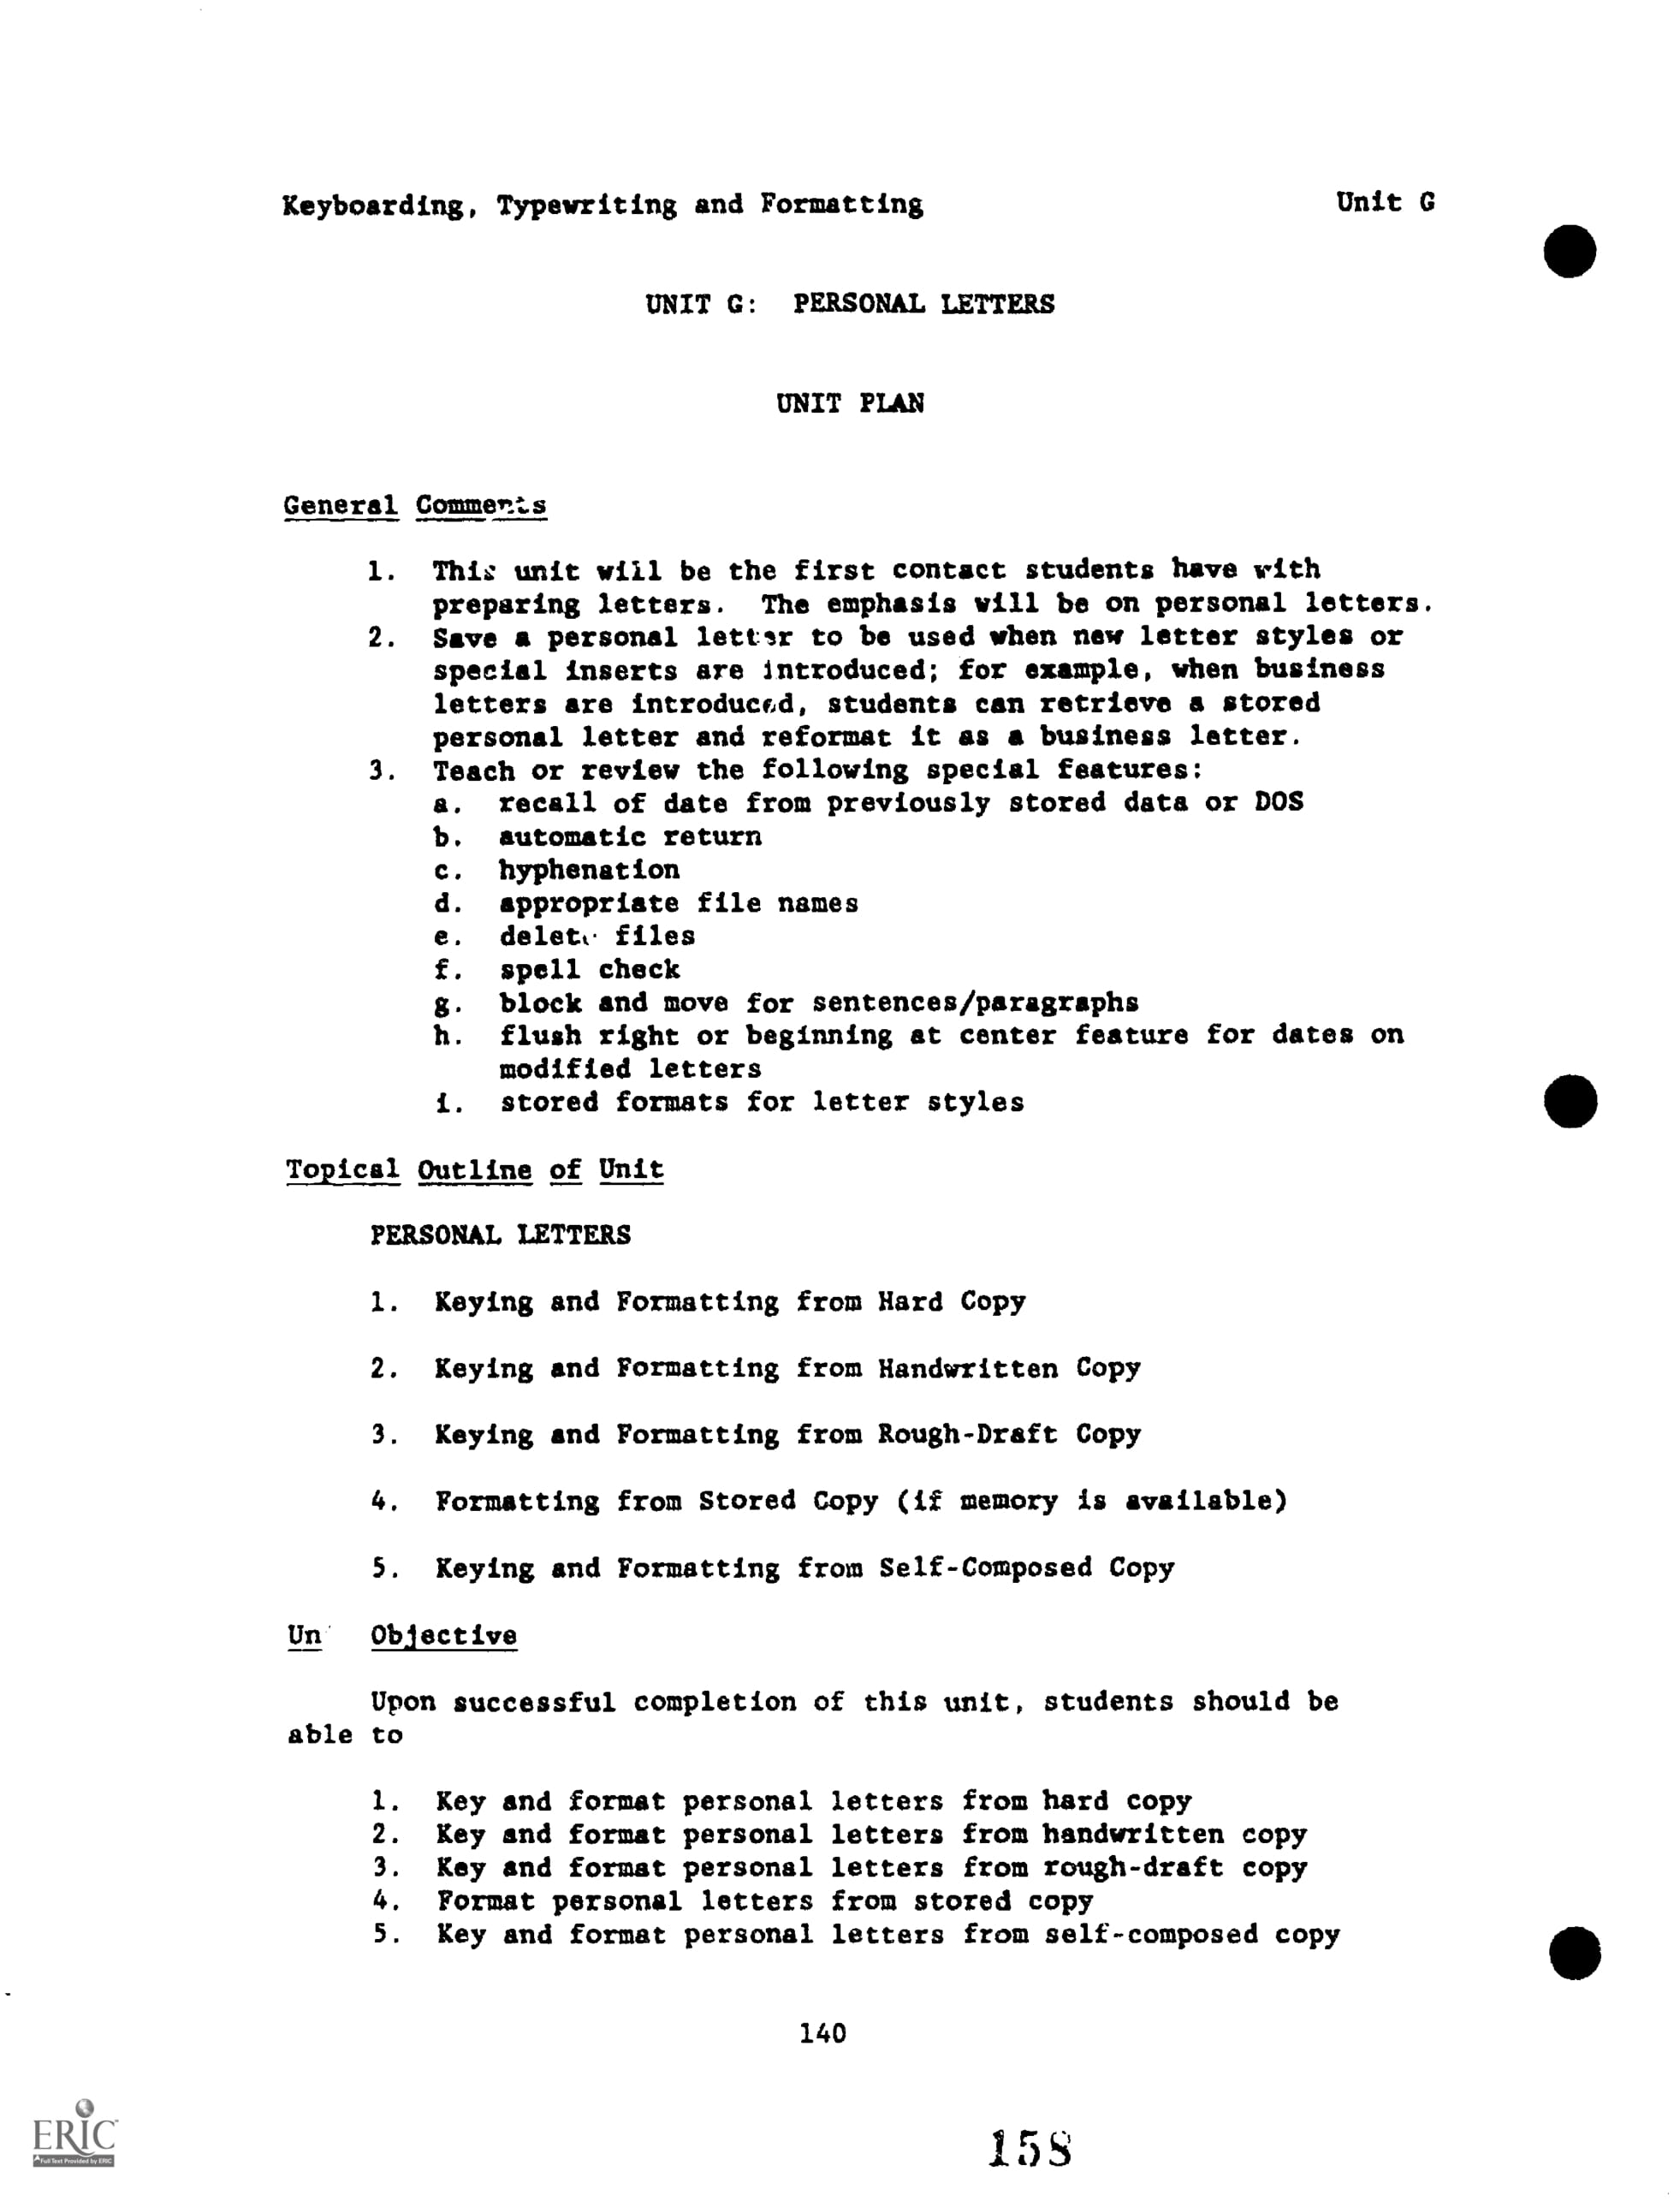 Keyboarding, Typewriting and Formatting Unit G
UNIT G: PERSONAL LETTERS
UNIT PLAN
General Comments
1. This unit will be the first contact students have with
preparing letters. The emphasis will be on personal letters.
2. Save a personal letter to be used when new letter styles or
special inserts are introduced; for example, when business
letters are introduced, students can retrieve a stored
personal letter and reformat it as a business letter.
3. Teach or review the following special features:
a. recall of date from previously stored data or DOS
b. automatic return
c. hyphenation
d. appropriate file names
e. delete files
f. spell check
g. block and move for sentences/paragraphs
h. flush right or beginning at center feature for dates on
modified letters
i. stored formats for letter styles
Topical Outline of Unit
PERSONAL LETTERS
1. Keying and Formatting from Hard Copy
2. Keying and Formatting from Handwritten Copy
3. Keying and Formatting from Rough-Draft Copy
4. Formatting from Stored Copy (if memory is available)
5. Keying and Formatting from Self-Composed Copy
Un Objective
Upon successful completion of this unit, students should be
able to
1. Key and format personal letters from hard copy
2. Key and format personal letters from handwritten copy
3. Key and format personal letters from rough-draft copy
4. Format personal letters from stored copy
5. Key and format personal letters from self-composed copy
140
ERIC
Full Text Provided by ERIC
158